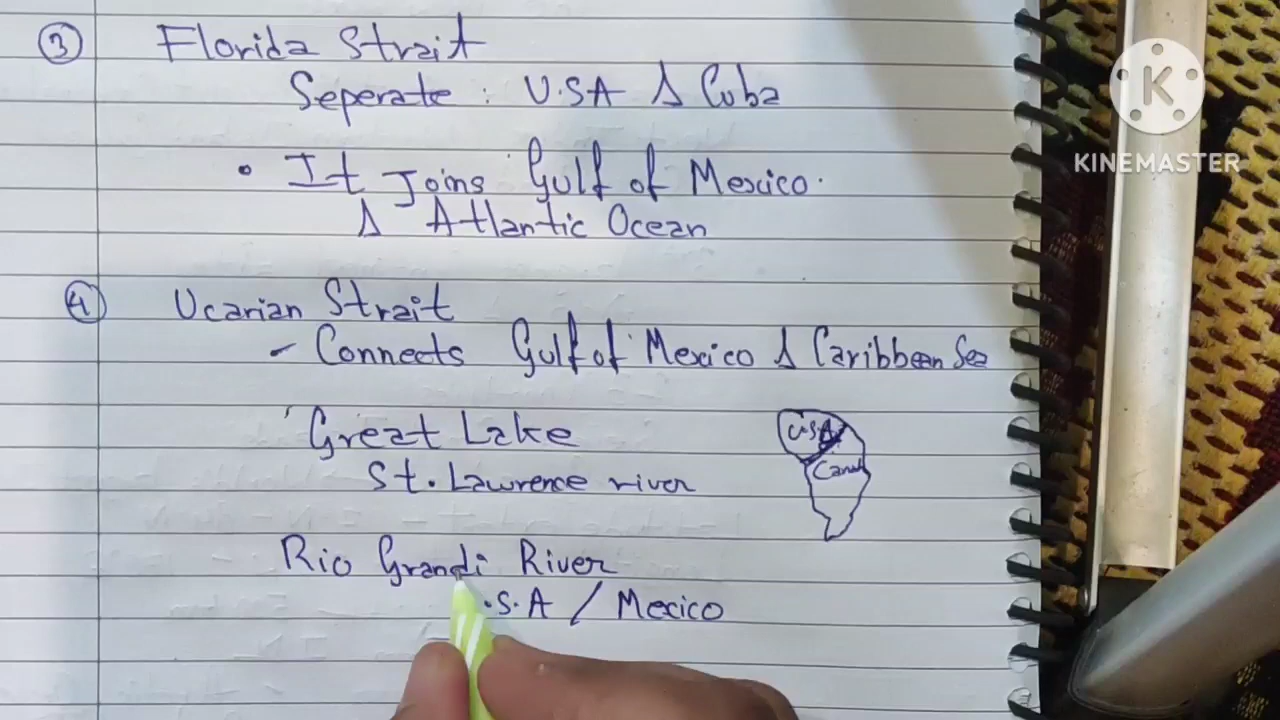 3 Florida Strait
Seperate : U.S.A & Cuba
• It Joins Gulf of Mexico.
& Atlantic Ocean
4 Ucarian Strait
- Connects Gulf of Mexico & Caribbean Sea
Great Lake
St. Lawrence river
U.S.A
Cana
Rio Grandi River
.S.A / Mexico
K
KINEMASTER